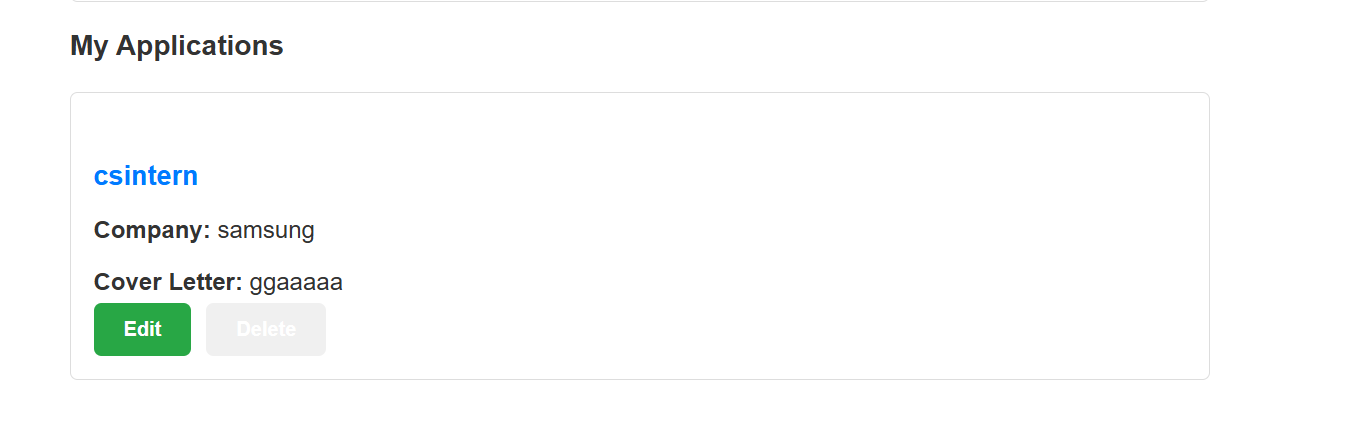 My Applications
csintern
Company: samsung
Cover Letter: ggaaaaa
Edit Delete